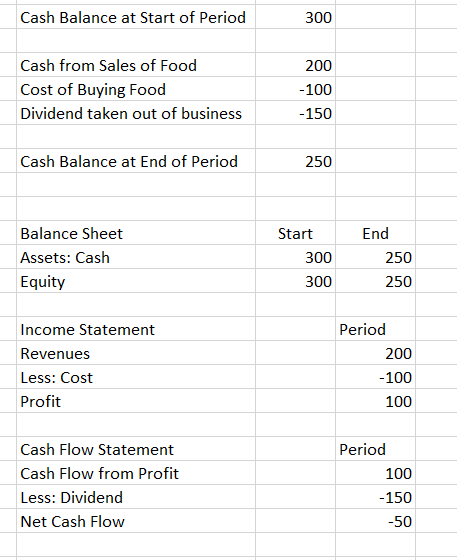 Cash Balance at Start of Period 300
Cash from Sales of Food 200
Cost of Buying Food -100
Dividend taken out of business -150
Cash Balance at End of Period 250
Balance Sheet Start End
Assets: Cash 300 250
Equity 300 250
Income Statement Period
Revenues 200
Less: Cost -100
Profit 100
Cash Flow Statement Period
Cash Flow from Profit 100
Less: Dividend -150
Net Cash Flow -50